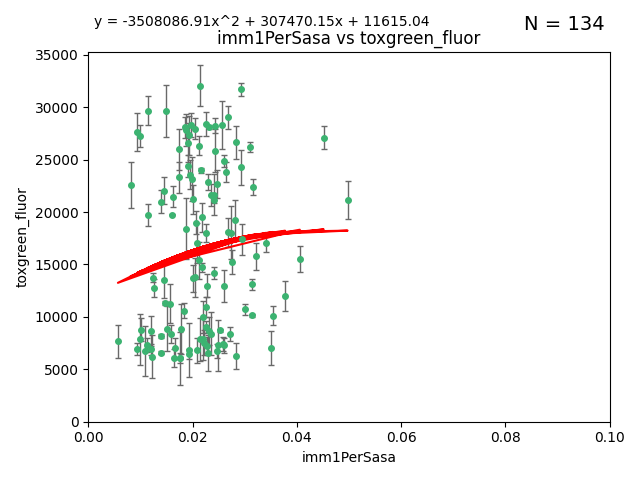 y = -3508086.91x^2 + 307470.15x + 11615.04
N = 134
imm1PerSasa vs toxgreen_fluor
35000
30000
25000
20000
15000
10000
5000
0
toxgreen_fluor
0.00 0.02 0.04 0.06 0.08 0.10
imm1PerSasa